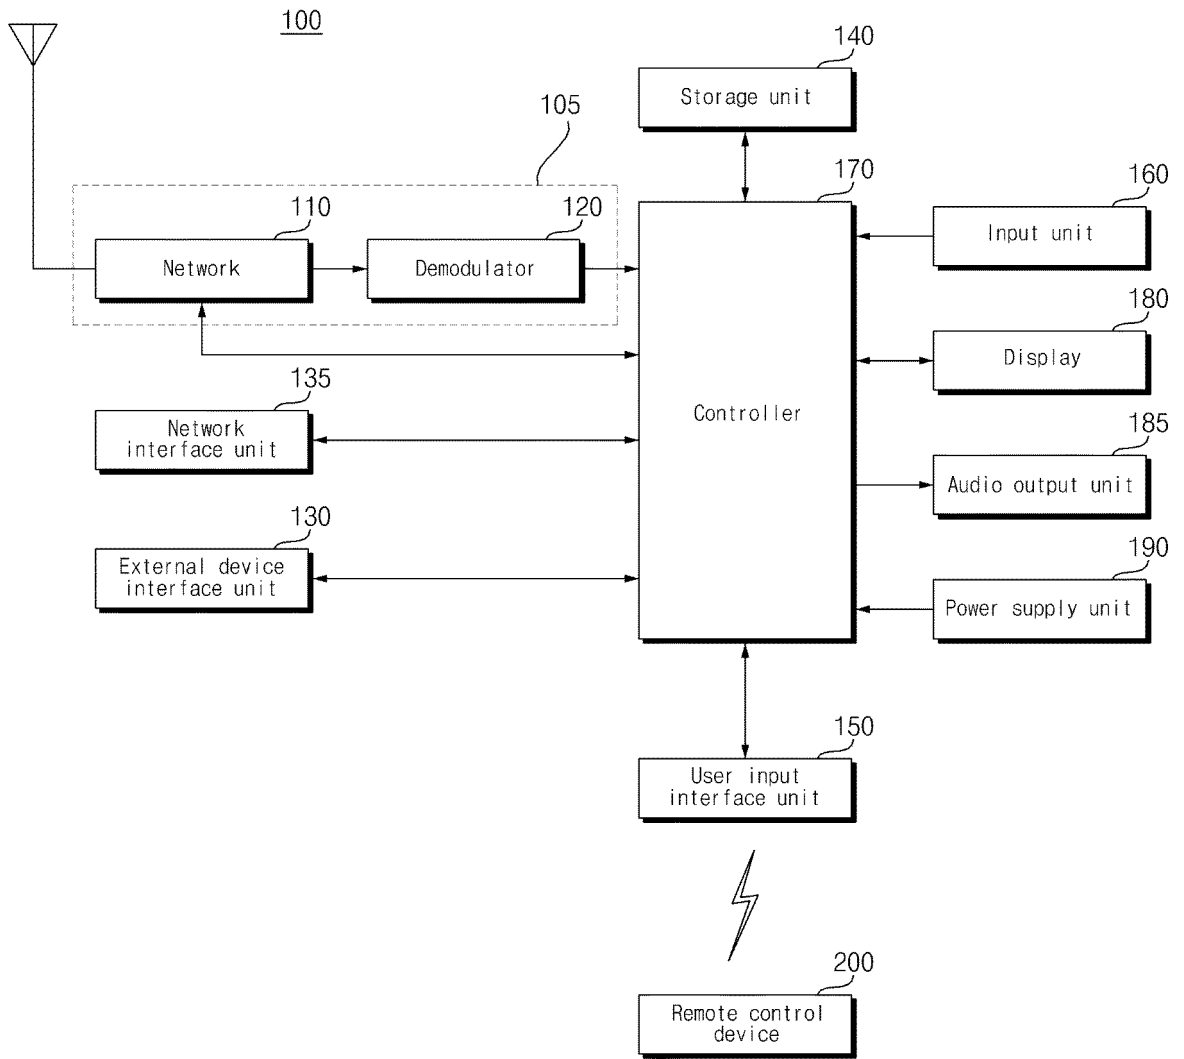 100
140
Storage unit
105
170
160
110
120
Input unit
Network
Demodulator
180
Display
135
Controller
185
Network
interface unit
Audio output unit
130
190
External device
interface unit
Power supply unit
150
User input
interface unit
200
Remote control
device